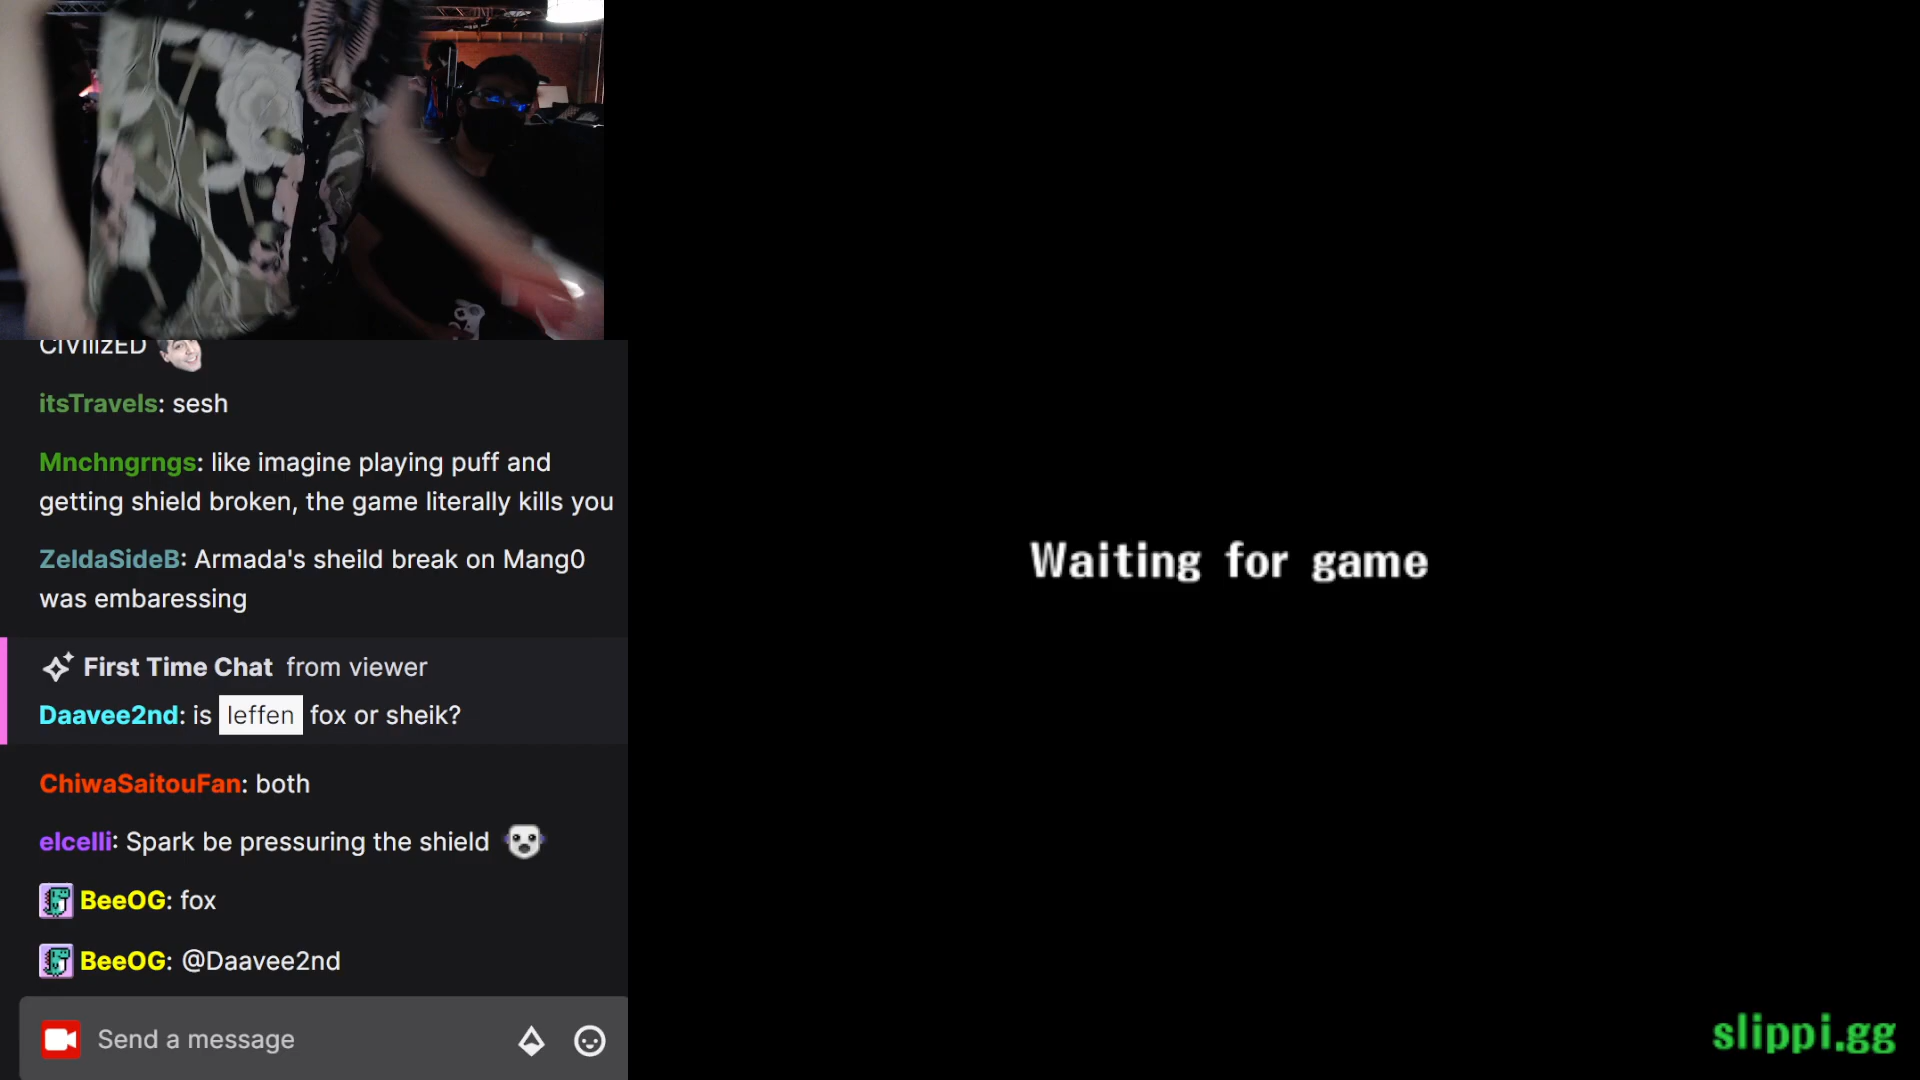 CiVilizED
itsTravels: sesh
Mnchngrngs: like imagine playing puff and
getting shield broken, the game literally kills you
ZeldaSideB: Armada's sheild break on Mang0
was embaressing
First Time Chat from viewer
Daavee2nd: is leffen fox or sheik?
ChiwaSaitouFan: both
elcelli: Spark be pressuring the shield
BeeOG: fox
BeeOG: @Daavee2nd
Send a message
Waiting for game
slippi.gg